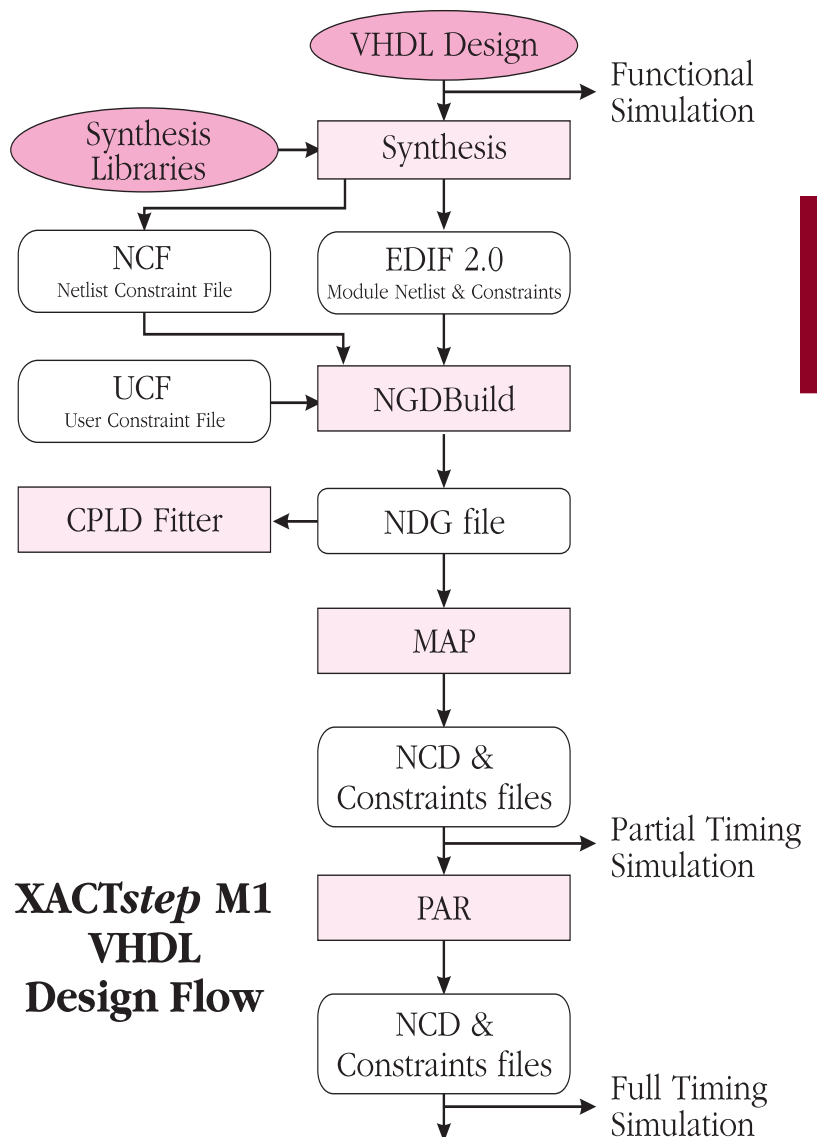 VHDL Design
Functional
Simulation
Synthesis
Libraries
Synthesis
NCF
Netlist Constraint File
EDIF 2.0
Module Netlist & Constraints
UCF
User Constraint File
NGDBuild
CPLD Fitter
NDG file
MAP
NCD &
Constraints files
Partial Timing
Simulation
XACTstep M1
VHDL
Design Flow
PAR
NCD &
Constraints files
Full Timing
Simulation